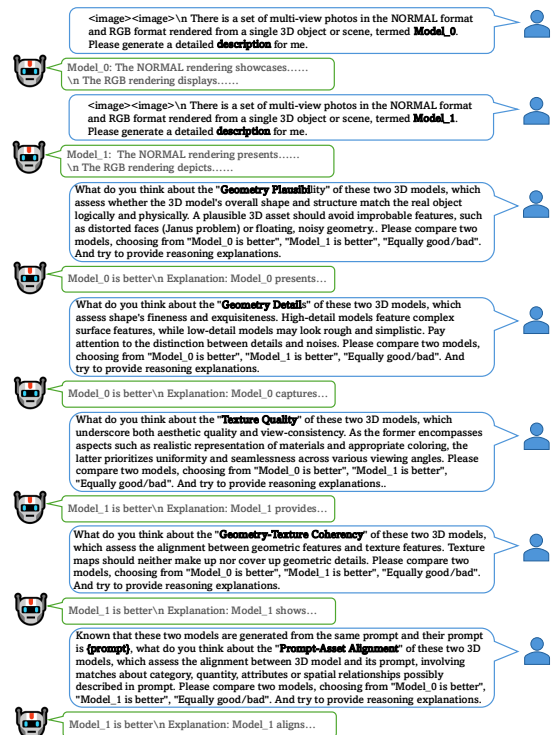 <image><image>\n There is a set of multi-view photos in the NORMAL format
and RGB format rendered from a single 3D object or scene, termed Model_0.
Please generate a detailed description for me.
Model_0: The NORMAL rendering showcases......
\n The RGB rendering displays......
<image><image>\n There is a set of multi-view photos in the NORMAL format
and RGB format rendered from a single 3D object or scene, termed Model_1.
Please generate a detailed description for me.
Model_1: The NORMAL rendering presents......
\n The RGB rendering depicts......
What do you think about the "Geometry Plausibility" of these two 3D models, which
assess whether the 3D model's overall shape and structure match the real object
logically and physically. A plausible 3D asset should avoid improbable features, such
as distorted faces (Janus problem) or floating, noisy geometry.. Please compare two
models, choosing from "Model_0 is better", "Model_1 is better", "Equally good/bad".
And try to provide reasoning explanations.
Model_0 is better\n Explanation: Model_0 presents...
What do you think about the "Geometry Details" of these two 3D models, which
assess shape's fineness and exquisiteness. High-detail models feature complex
surface features, while low-detail models may look rough and simplistic. Pay
attention to the distinction between details and noises. Please compare two models,
choosing from "Model_0 is better", "Model_1 is better", "Equally good/bad". And
try to provide reasoning explanations.
Model_0 is better\n Explanation: Model_0 captures...
What do you think about the "Texture Quality" of these two 3D models, which
underscore both aesthetic quality and view-consistency. As the former encompasses
aspects such as realistic representation of materials and appropriate coloring, the
latter prioritizes uniformity and seamlessness across various viewing angles. Please
compare two models, choosing from "Model_0 is better", "Model_1 is better",
"Equally good/bad". And try to provide reasoning explanations..
Model_1 is better\n Explanation: Model_1 provides...
What do you think about the "Geometry-Texture Coherency" of these two 3D models,
which assess the alignment between geometric features and texture features. Texture
maps should neither make up nor cover up geometric details. Please compare two
models, choosing from "Model_0 is better", "Model_1 is better", "Equally good/bad".
And try to provide reasoning explanations.
Model_1 is better\n Explanation: Model_1 shows...
Known that these two models are generated from the same prompt and their prompt
is {prompt}, what do you think about the "Prompt-Asset Alignment" of these two 3D
models, which assess the alignment between 3D model and its prompt, involving
matches about category, quantity, attributes or spatial relationships possibly
described in prompt. Please compare two models, choosing from "Model_0 is better",
"Model_1 is better", "Equally good/bad". And try to provide reasoning explanations.
Model_1 is better\n Explanation: Model_1 aligns...